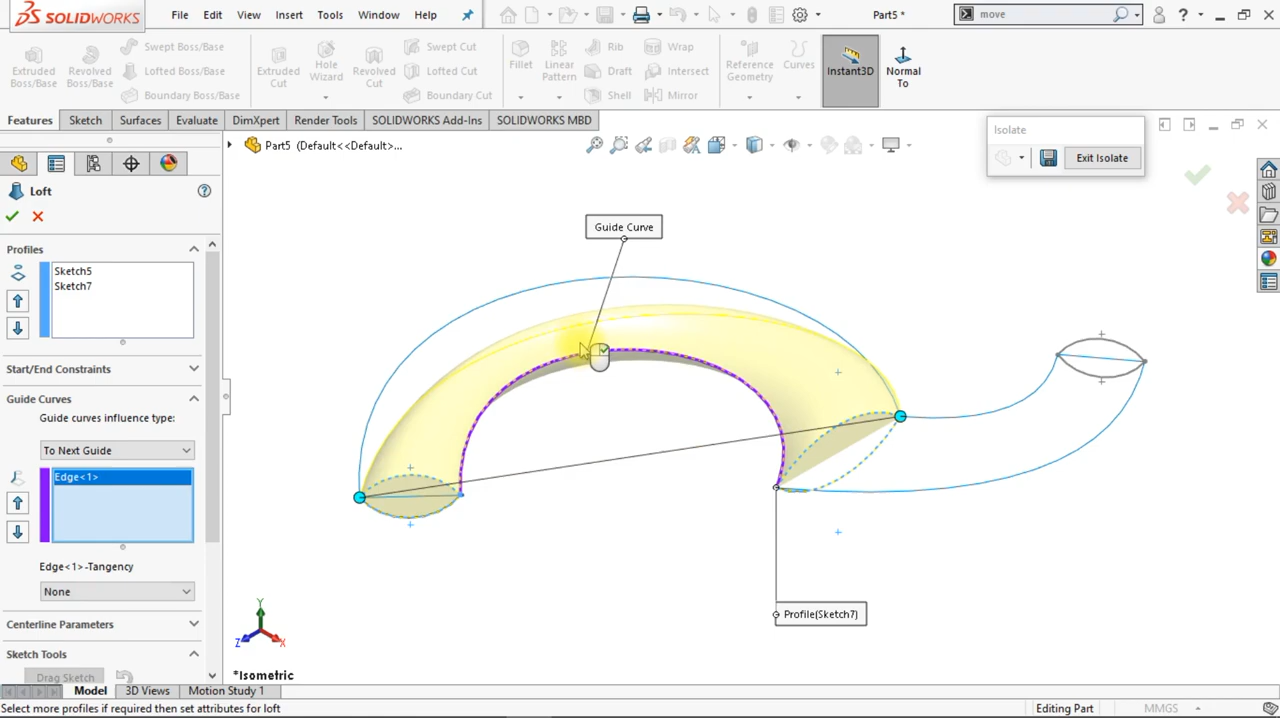 SOLIDWORKS File Edit View Insert Tools Window Help Part5 * move
Extruded Boss/Base
Revolved Boss/Base
Swept Boss/Base
Lofted Boss/Base
Boundary Boss/Base
Extruded Cut
Hole Wizard
Revolved Cut
Swept Cut
Lofted Cut
Boundary Cut
Fillet
Linear Pattern
Rib
Draft
Shell
Wrap
Intersect
Mirror
Reference Geometry
Curves
Instant3D
Normal To
Features Sketch Surfaces Evaluate DimXpert Render Tools SOLIDWORKS Add-Ins SOLIDWORKS MBD
Isolate
Exit Isolate
Part5 (Default<<Default>...
Loft
Profiles
Sketch5
Sketch7
Start/End Constraints
Guide Curves
Guide curves influence type:
To Next Guide
Edge<1>
Edge<1>-Tangency
None
Centerline Parameters
Sketch Tools
Drag Sketch
Guide Curve
Profile(Sketch7)
Y
Z
X
*Isometric
Model 3D Views Motion Study 1
Select more profiles if required then set attributes for loft Editing Part MMGS